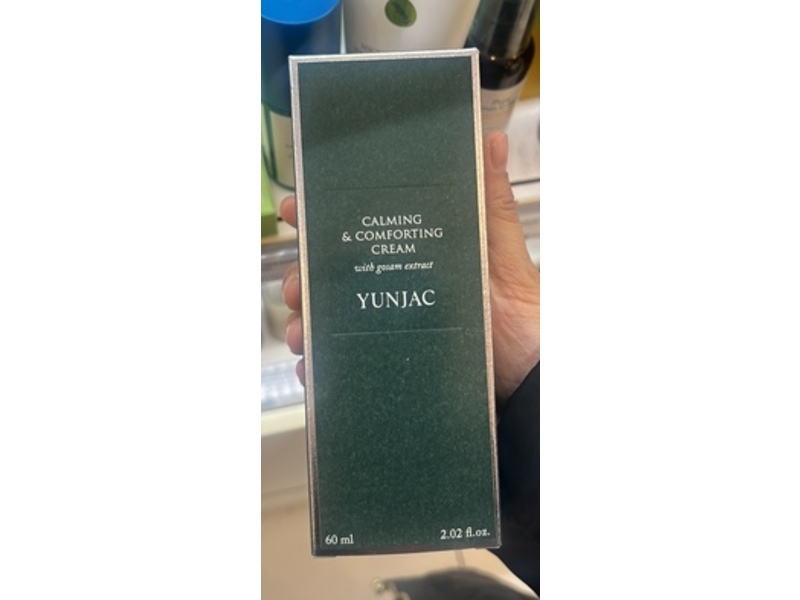 CALMING
& COMFORTING
CREAM
with gosam extract
YUNJAC
60 ml
2.02 fl.oz.